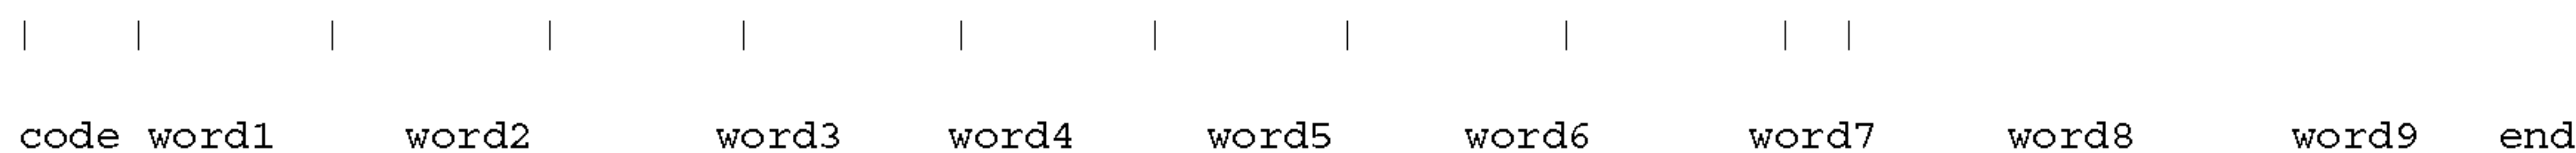 | | | | | | | | | | |
code word1 word2 word3 word4 word5 word6 word7 word8 word9 end